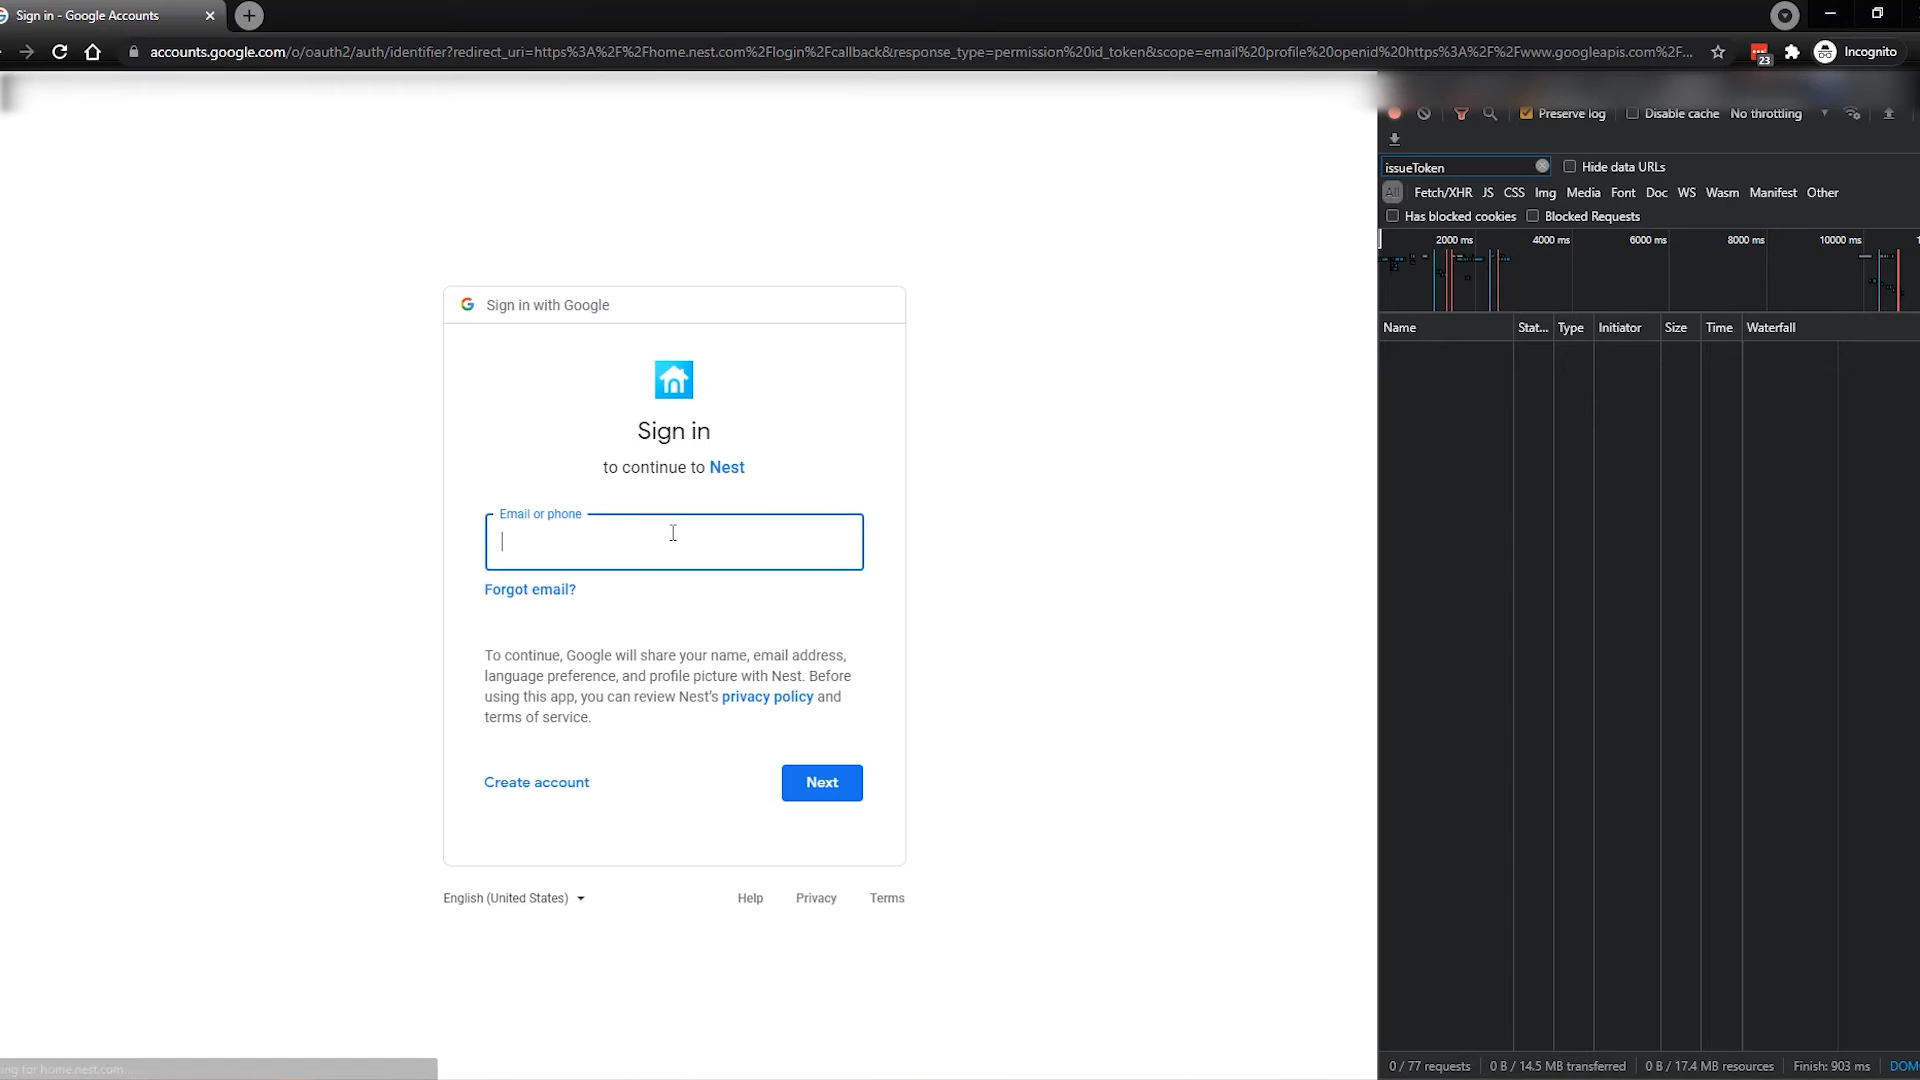 Sign in - Google Accounts
accounts.google.com/o/oauth2/auth/identifier?redirect_uri=https%3A%2F%2Fhome.nest.com%2Flogin%2Fcallback&response_type=permission%20id_token&scope=email%20profile%20openid%20https%3A%2F%2Fwww.googleapis.com%2F...
23
Incognito
Preserve log
Disable cache
No throttling
issueToken
Hide data URLs
All
Fetch/XHR JS CSS Img Media Font Doc WS Wasm Manifest Other
Has blocked cookies
Blocked Requests
2000 ms
4000 ms
6000 ms
8000 ms
10000 ms
Name
Stat...
Type
Initiator
Size
Time
Waterfall
Sign in with Google
Sign in
to continue to Nest
Email or phone
Forgot email?
To continue, Google will share your name, email address,
language preference, and profile picture with Nest. Before
using this app, you can review Nest's privacy policy and
terms of service.
Create account
Next
English (United States)
Help
Privacy
Terms
ing for home.nest.com...
0 / 77 requests
0 B / 14.5 MB transferred
0 B / 17.4 MB resources
Finish: 903 ms
DOM